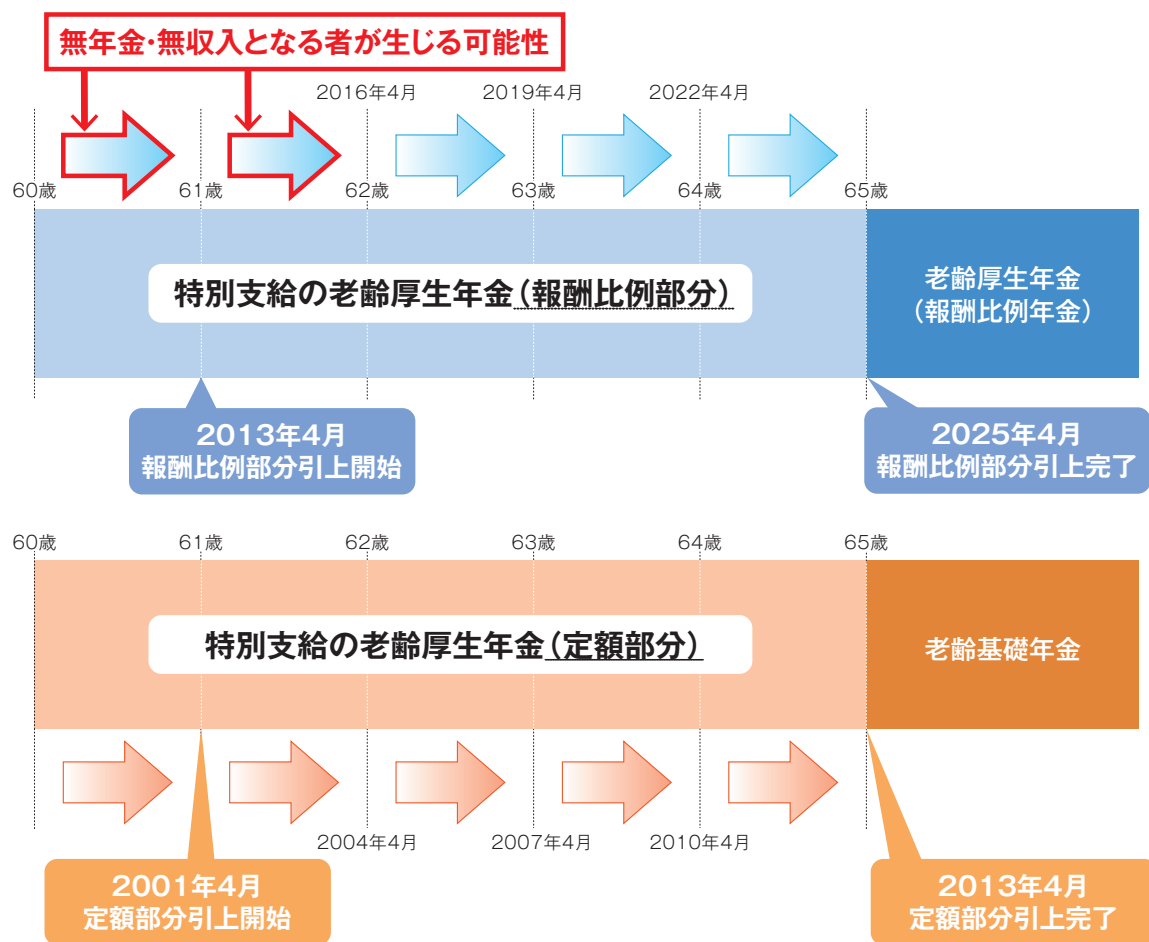 無年金・無収入となる者が生じる可能性
2016年4月 2019年4月 2022年4月
60歳 61歳 62歳 63歳 64歳 65歳
特別支給の老齢厚生年金（報酬比例部分）
老齢厚生年金
（報酬比例年金）
2013年4月
報酬比例部分引上開始
2025年4月
報酬比例部分引上完了
60歳 61歳 62歳 63歳 64歳 65歳
特別支給の老齢厚生年金（定額部分）
老齢基礎年金
2004年4月 2007年4月 2010年4月
2001年4月
定額部分引上開始
2013年4月
定額部分引上完了